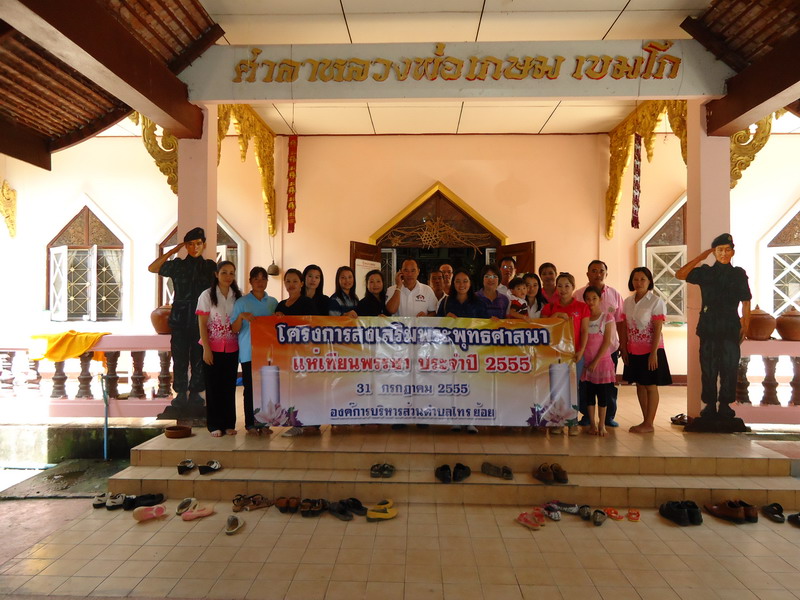 ศาลาหลวงพ่อเกษม เขมโก
โครงการส่งเสริมพระพุทธศาสนา
แห่เทียนพรรษา ประจำปี 2555
31 กรกฎาคม 2555
องค์การบริหารส่วนตำบลไทรย้อย